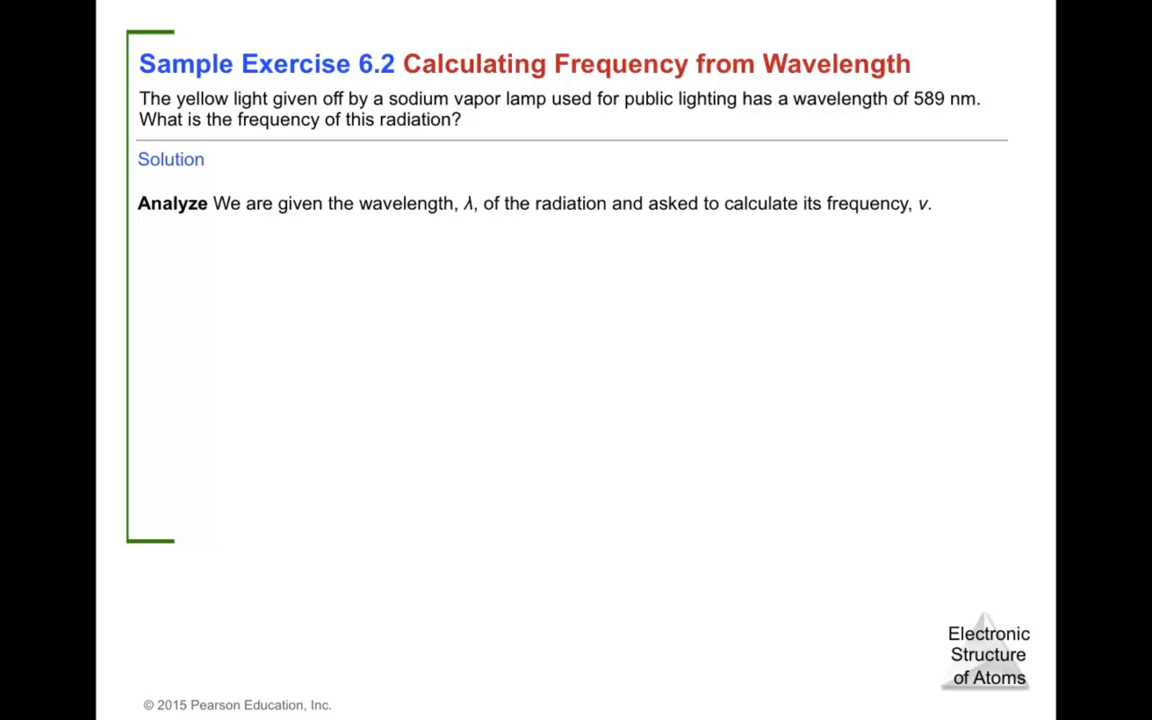 Sample Exercise 6.2 Calculating Frequency from Wavelength
The yellow light given off by a sodium vapor lamp used for public lighting has a wavelength of 589 nm.
What is the frequency of this radiation?
Solution
Analyze We are given the wavelength, λ, of the radiation and asked to calculate its frequency, v.
Electronic
Structure
of Atoms
© 2015 Pearson Education, Inc.